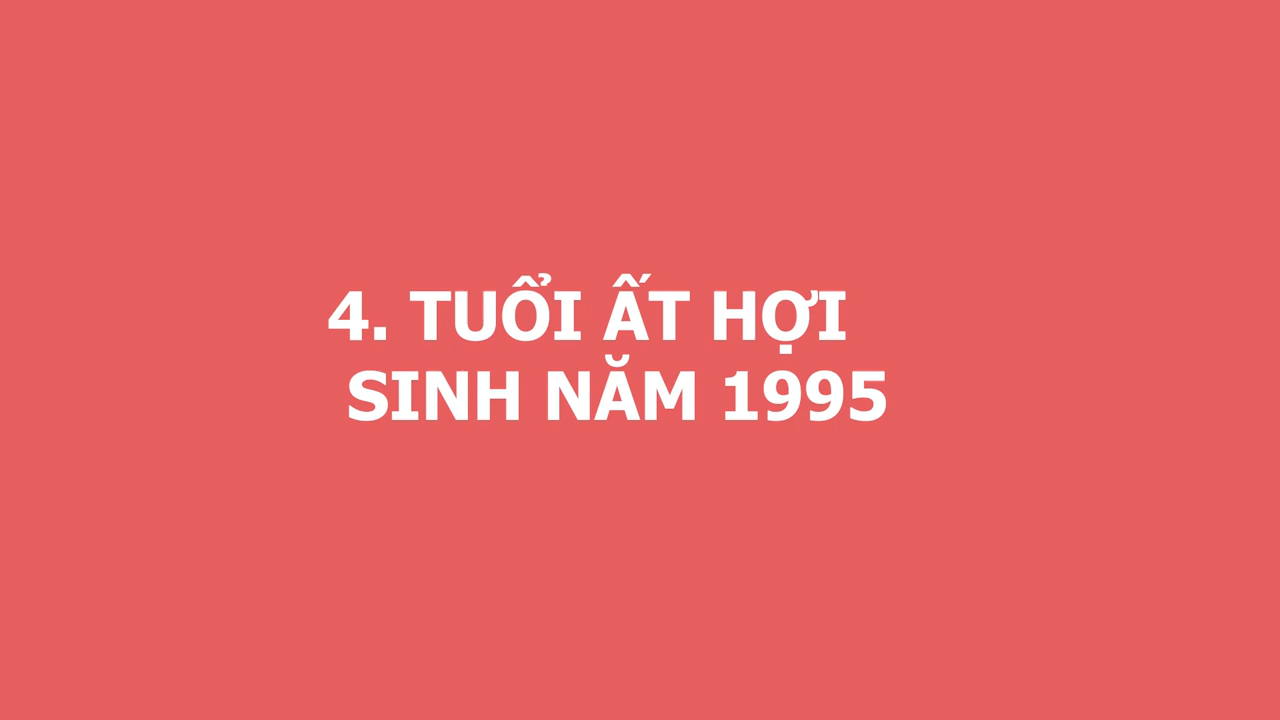 4. TUỔI ẤT HỢI
SINH NĂM 1995